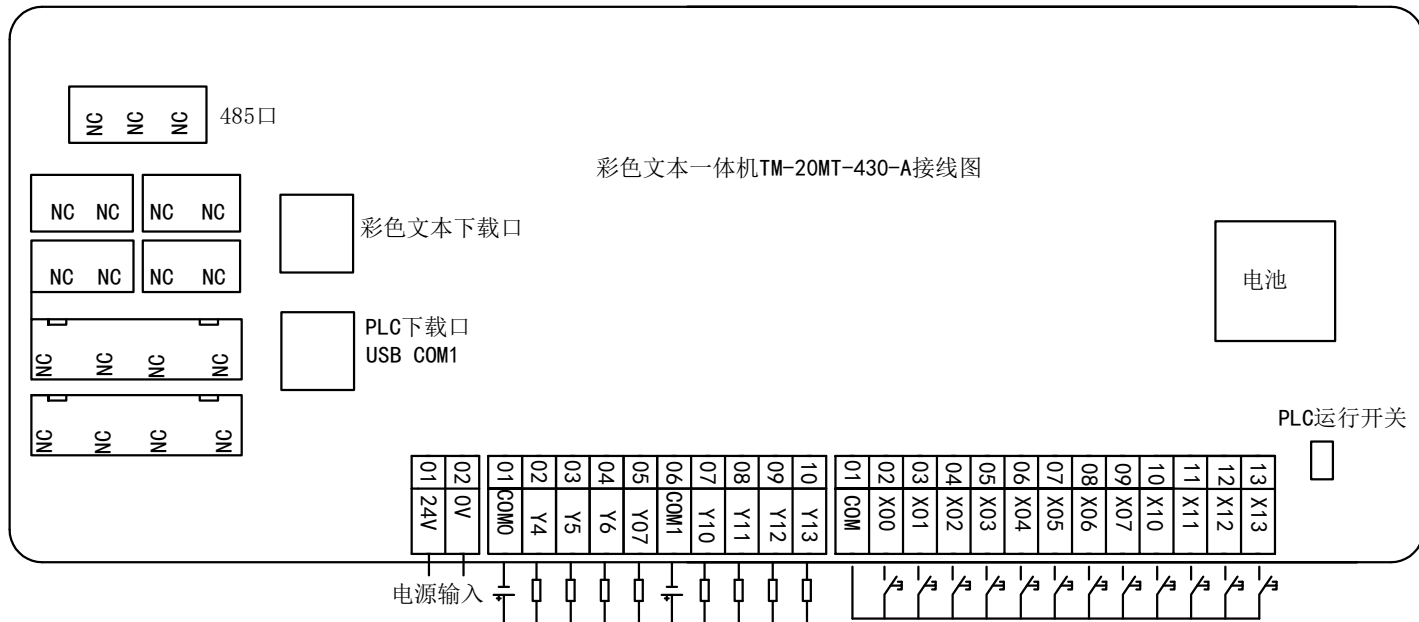 NC NC NC
485口
彩色文本一体机TM-20MT-430-A接线图
NC NC NC NC
彩色文本下载口
NC NC NC NC
电池
PLC下载口
USB COM1
NC NC NC NC
NC NC NC NC
PLC运行开关
01 02 01 02 03 04 05 06 07 08 09 10 01 02 03 04 05 06 07 08 09 10 11 12 13
24V 0V COM0 Y4 Y5 Y6 Y07 COM1 Y10 Y11 Y12 Y13 COM X00 X01 X02 X03 X04 X05 X06 X07 X10 X11 X12 X13
电源输入